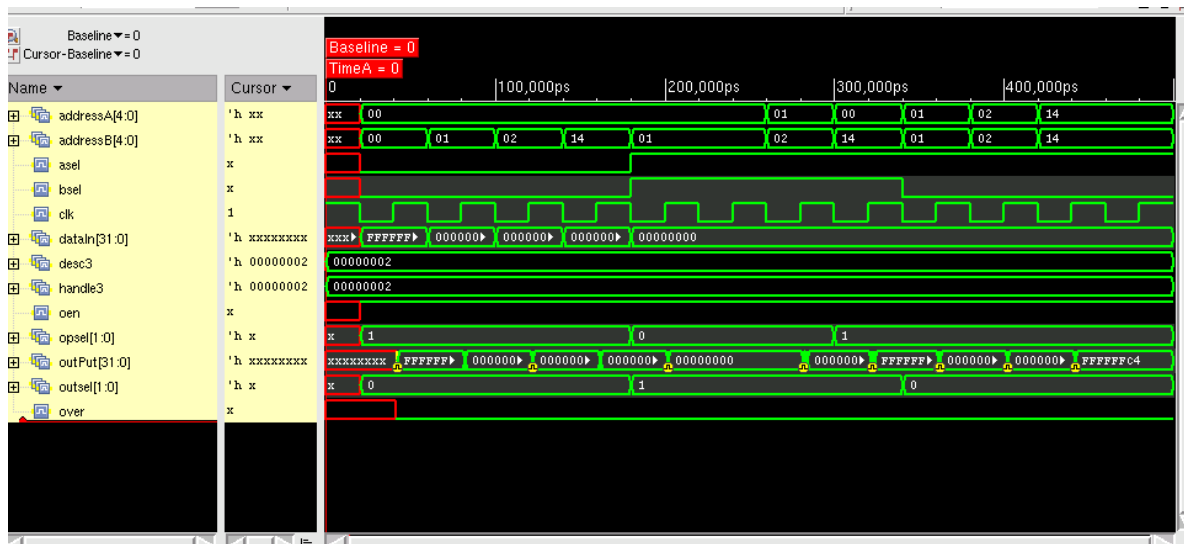 Baseline▼= 0
Cursor-Baseline▼= 0
Baseline = 0
TimeA = 0
Name ▼ Cursor ▼ 0 100,000ps 200,000ps 300,000ps 400,000ps
addressA[4:0] 'h xx xx 00 01 00 01 02 14
addressB[4:0] 'h xx xx 00 01 02 14 01 02 14 01 02 14
asel x
bsel x
clk 1
dataIn[31:0] 'h xxxxxxxx xxx FFFFFF 000000 000000 000000 00000000
desc3 'h 00000002 00000002
handle3 'h 00000002 00000002
oen x
opsel[1:0] 'h x x 1 0 1
outPut[31:0] 'h xxxxxxxx xxxxxxxx FFFFFF 000000 000000 000000 00000000 000000 FFFFFF 000000 000000 FFFFFFC4
outsel[1:0] 'h x x 0 1 0
over x